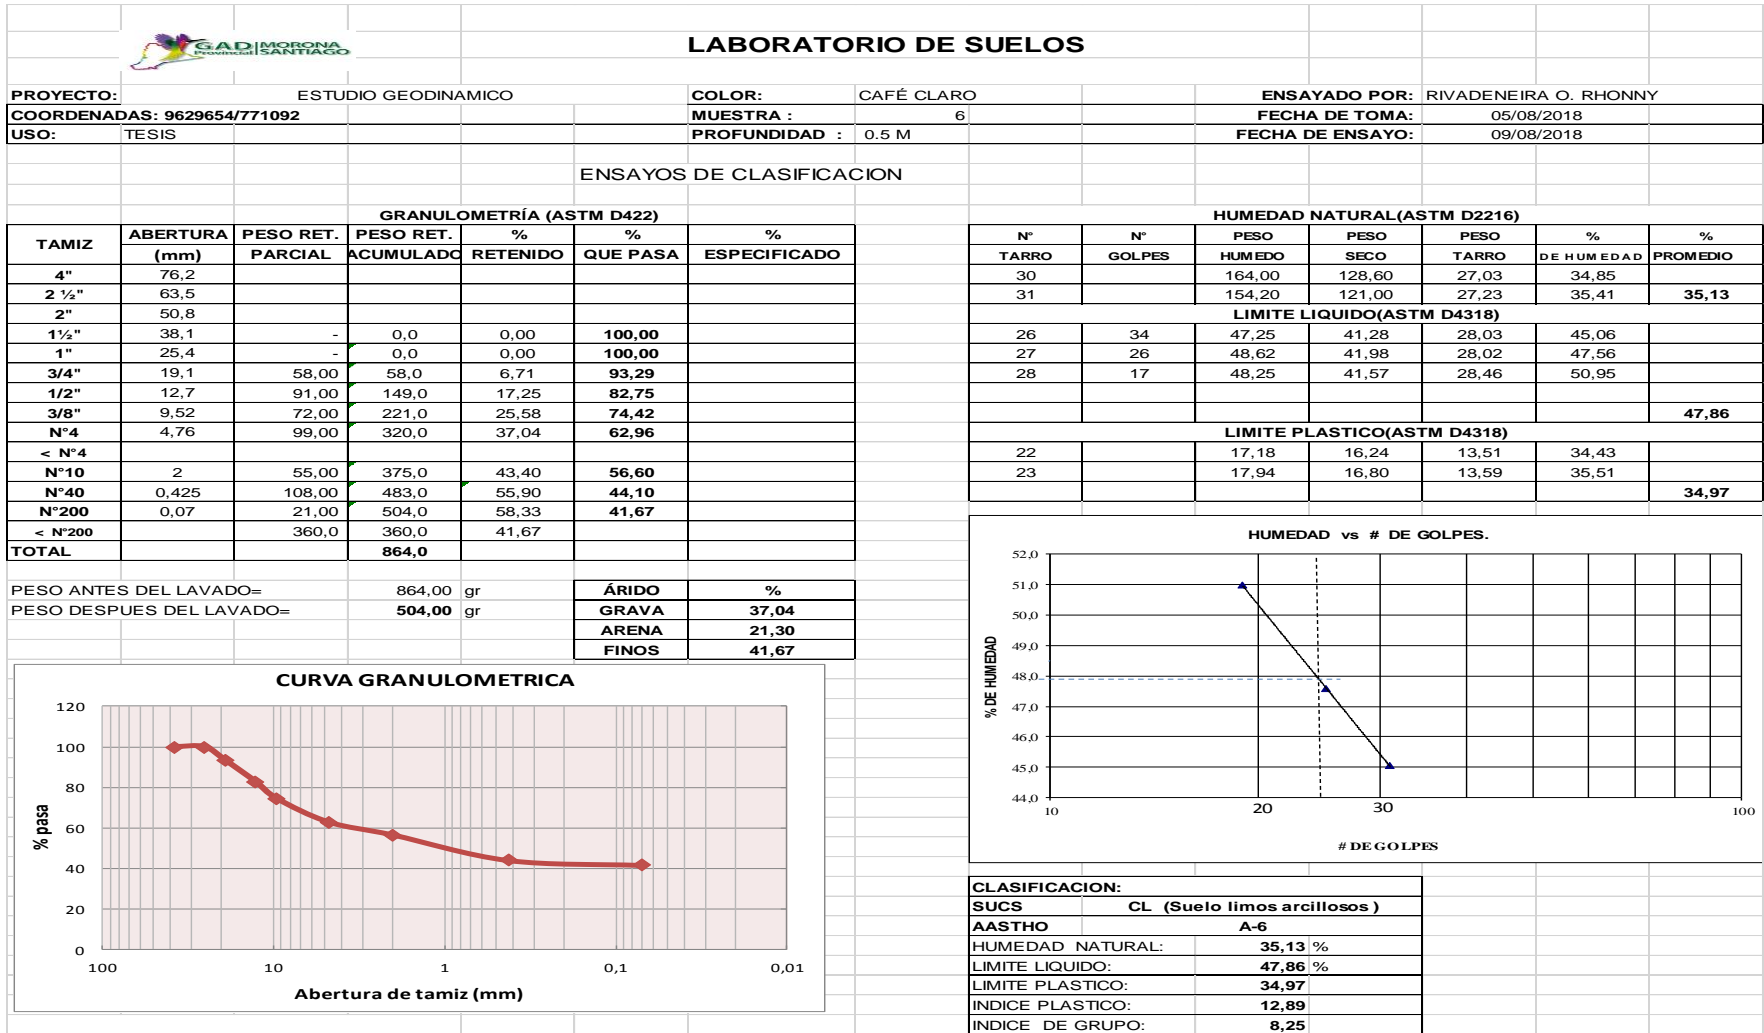 GAD MORONA
Provincial SANTIAGO
LABORATORIO DE SUELOS
PROYECTO: ESTUDIO GEODINAMICO COLOR: CAFÉ CLARO ENSAYADO POR: RIVADENEIRA O. RHONNY
COORDENADAS: 9629654/771092 MUESTRA : 6 FECHA DE TOMA: 05/08/2018
USO: TESIS PROFUNDIDAD : 0.5 M FECHA DE ENSAYO: 09/08/2018
ENSAYOS DE CLASIFICACION
GRANULOMETRÍA (ASTM D422)
TAMIZ ABERTURA PESO RET. PESO RET. % % %
(mm) PARCIAL ACUMULADO RETENIDO QUE PASA ESPECIFICADO
4" 76,2
2 ½" 63,5
2" 50,8
1½" 38,1 - 0,0 0,00 100,00
1" 25,4 - 0,0 0,00 100,00
3/4" 19,1 58,00 58,0 6,71 93,29
1/2" 12,7 91,00 149,0 17,25 82,75
3/8" 9,52 72,00 221,0 25,58 74,42
N°4 4,76 99,00 320,0 37,04 62,96
< N°4
N°10 2 55,00 375,0 43,40 56,60
N°40 0,425 108,00 483,0 55,90 44,10
N°200 0,07 21,00 504,0 58,33 41,67
< N°200 360,0 360,0 41,67
TOTAL 864,0
PESO ANTES DEL LAVADO= 864,00 gr
PESO DESPUES DEL LAVADO= 504,00 gr
ÁRIDO %
GRAVA 37,04
ARENA 21,30
FINOS 41,67
CURVA GRANULOMETRICA
% pasa
120
100
80
60
40
20
0
100 10 1 0,1 0,01
Abertura de tamiz (mm)
HUMEDAD NATURAL(ASTM D2216)
N° N° PESO PESO PESO % %
TARRO GOLPES HUMEDO SECO TARRO DE HUMEDAD PROMEDIO
30 164,00 128,60 27,03 34,85
31 154,20 121,00 27,23 35,41 35,13
LIMITE LIQUIDO(ASTM D4318)
26 34 47,25 41,28 28,03 45,06
27 26 48,62 41,98 28,02 47,56
28 17 48,25 41,57 28,46 50,95
47,86
LIMITE PLASTICO(ASTM D4318)
22 17,18 16,24 13,51 34,43
23 17,94 16,80 13,59 35,51
34,97
HUMEDAD vs # DE GOLPES.
% DE HUMEDAD
52,0
51,0
50,0
49,0
48,0
47,0
46,0
45,0
44,0
10 20 30 100
# DE GOLPES
CLASIFICACION:
SUCS CL (Suelo limos arcillosos )
AASTHO A-6
HUMEDAD NATURAL: 35,13 %
LIMITE LIQUIDO: 47,86 %
LIMITE PLASTICO: 34,97
INDICE PLASTICO: 12,89
INDICE DE GRUPO: 8,25